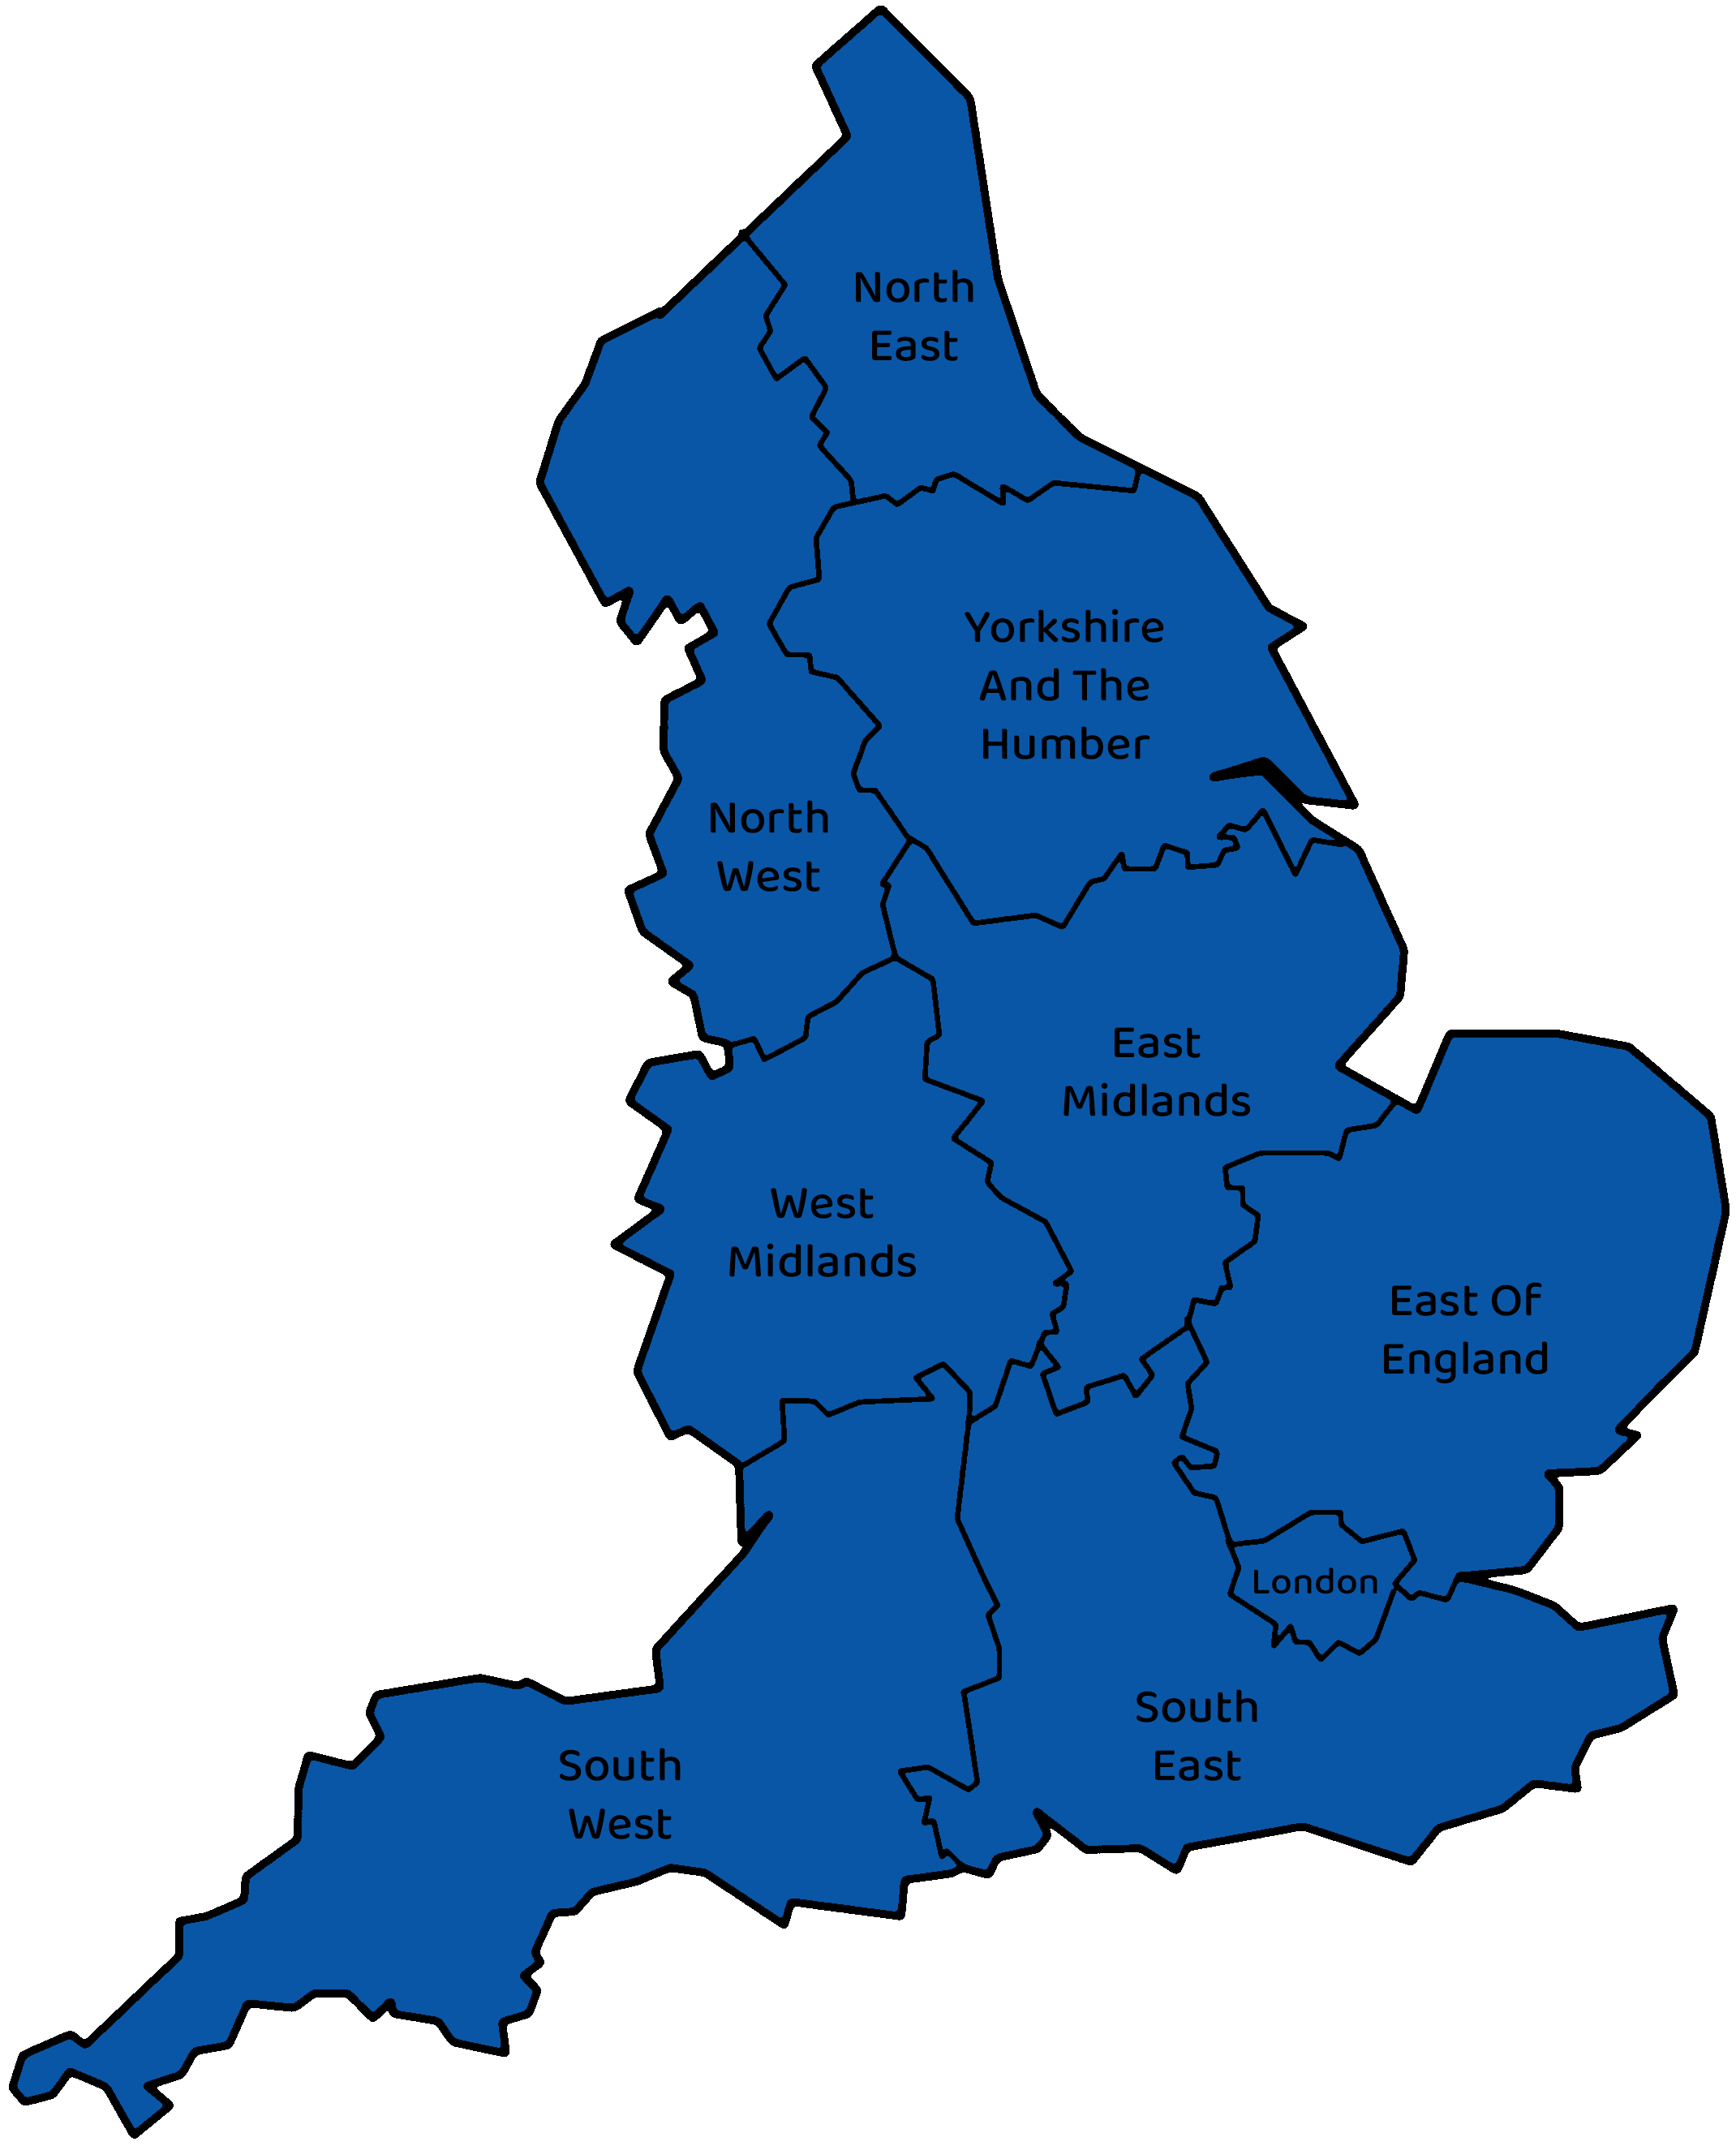 North
East
Yorkshire
And The
Humber
North
West
East
Midlands
West
Midlands
East Of
England
London
South
East
South
West